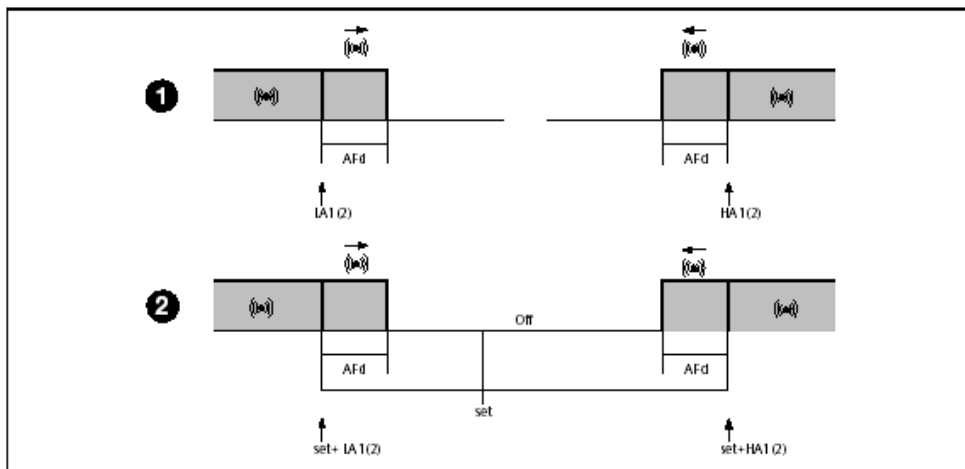 1
AFd
AFd
LA1(2)
HA1(2)
2
Off
AFd
AFd
set
set+ LA1(2)
set+HA1(2)